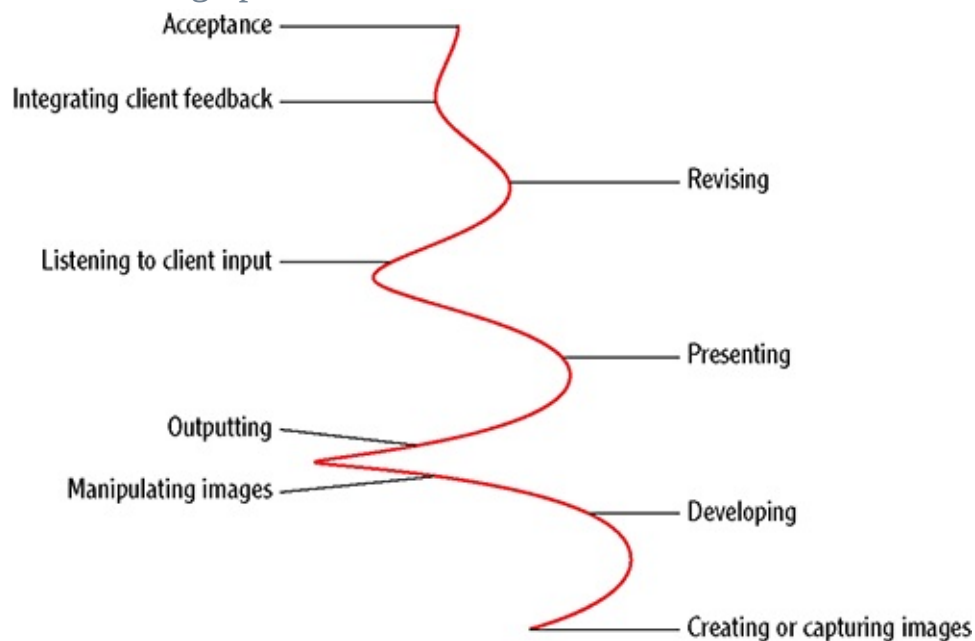 Acceptance
Integrating client feedback
Revising
Listening to client input
Presenting
Outputting
Manipulating images
Developing
Creating or capturing images